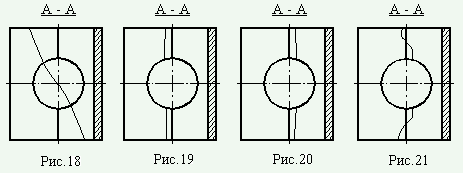 А - А
А - А
А - А
А - А
Рис.18
Рис.19
Рис.20
Рис.21